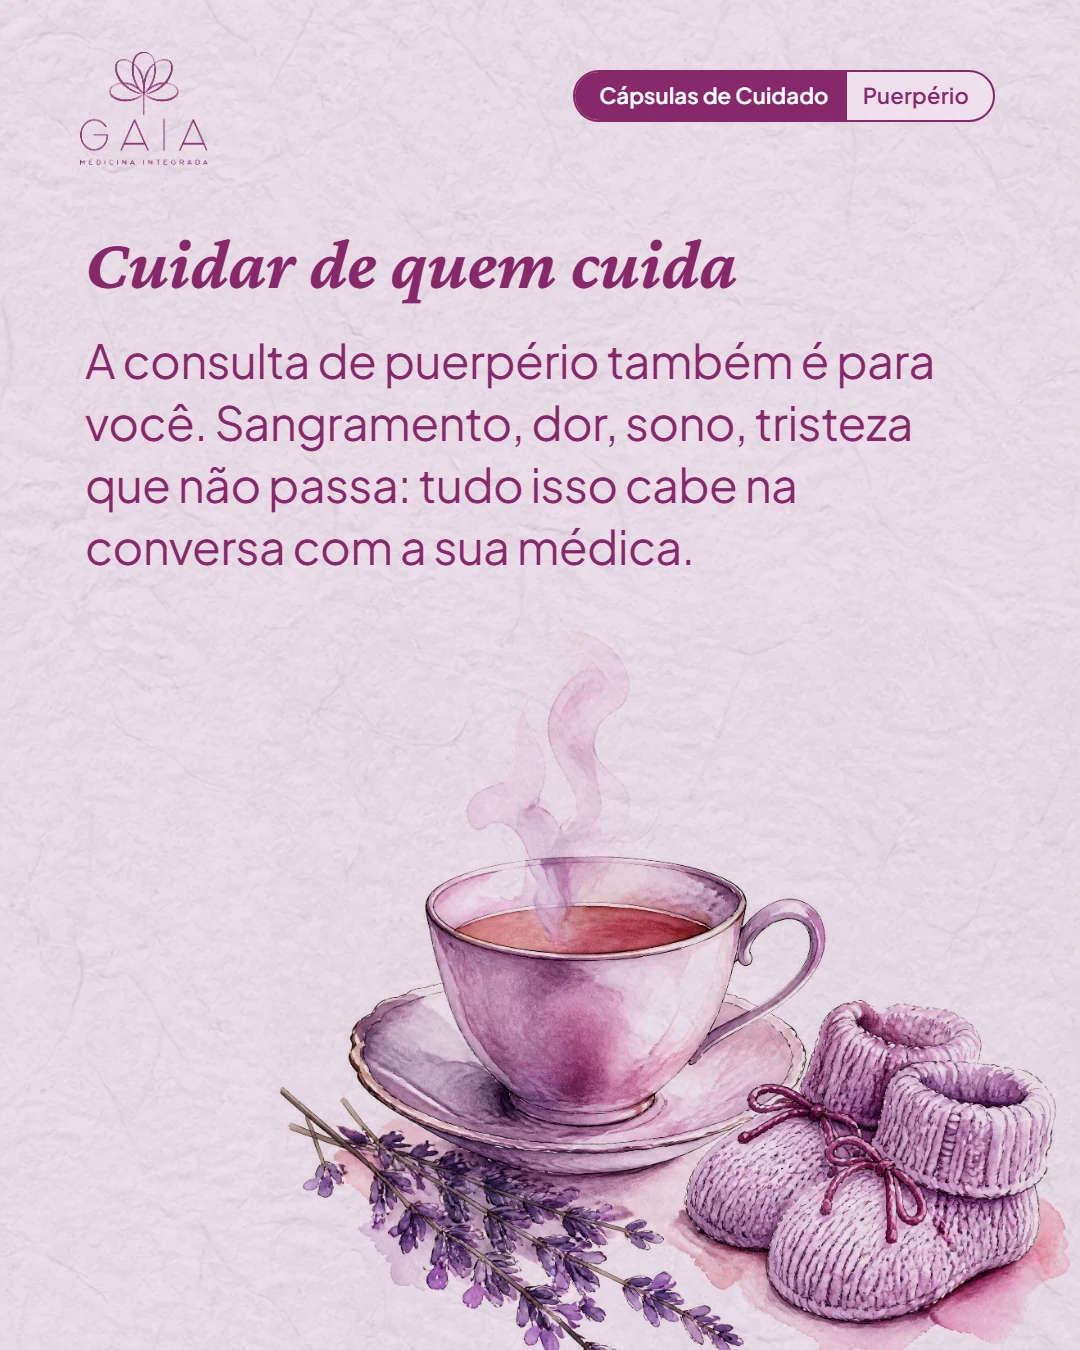 GAIA
MEDICINA INTEGRADA
Cápsulas de Cuidado Puerpério
Cuidar de quem cuida
A consulta de puerpério também é para
você. Sangramento, dor, sono, tristeza
que não passa: tudo isso cabe na
conversa com a sua médica.